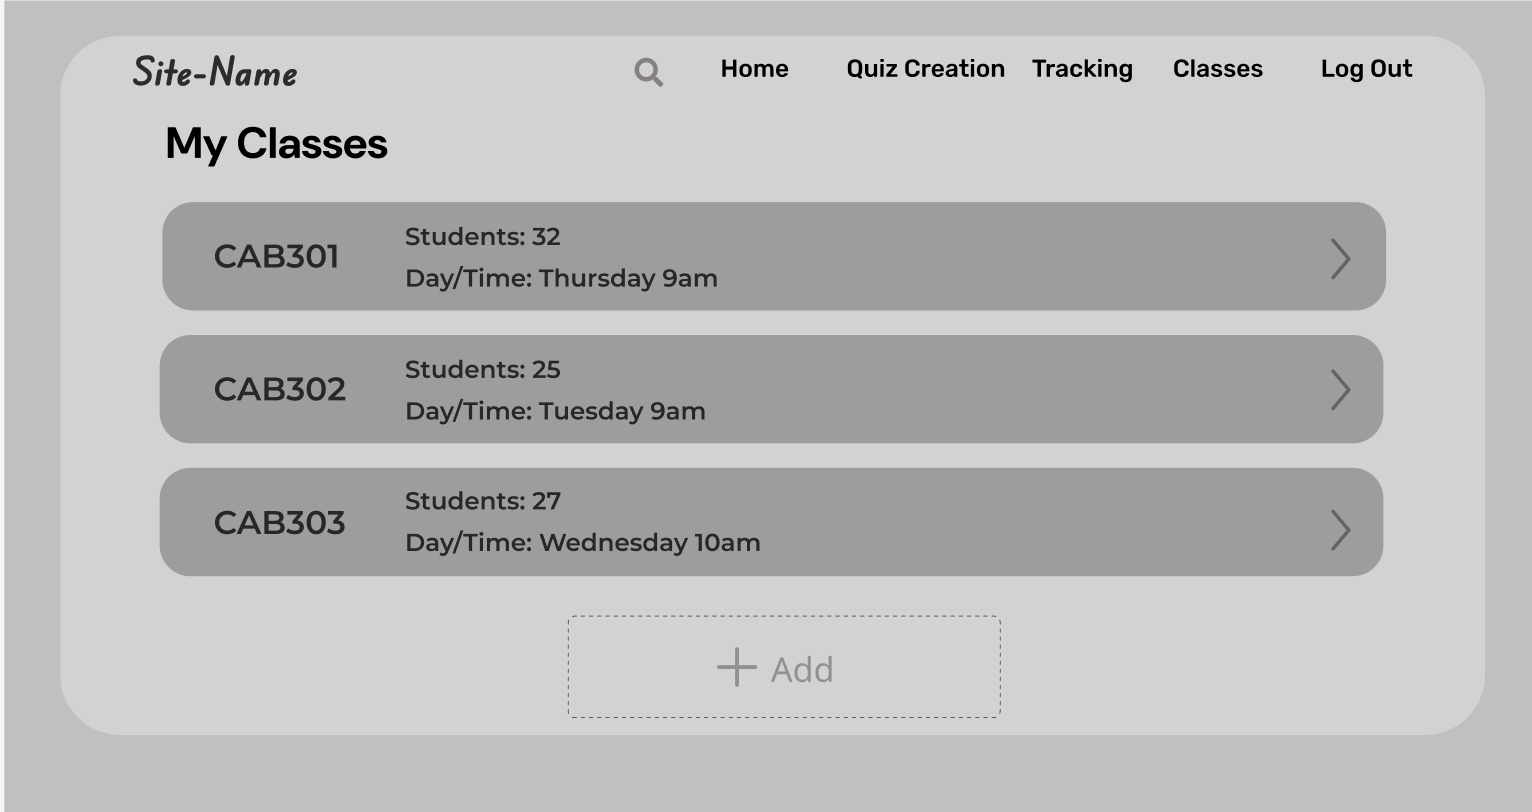 Site-Name
Home Quiz Creation Tracking Classes Log Out
My Classes
CAB301
Students: 32
Day/Time: Thursday 9am
CAB302
Students: 25
Day/Time: Tuesday 9am
CAB303
Students: 27
Day/Time: Wednesday 10am
Add